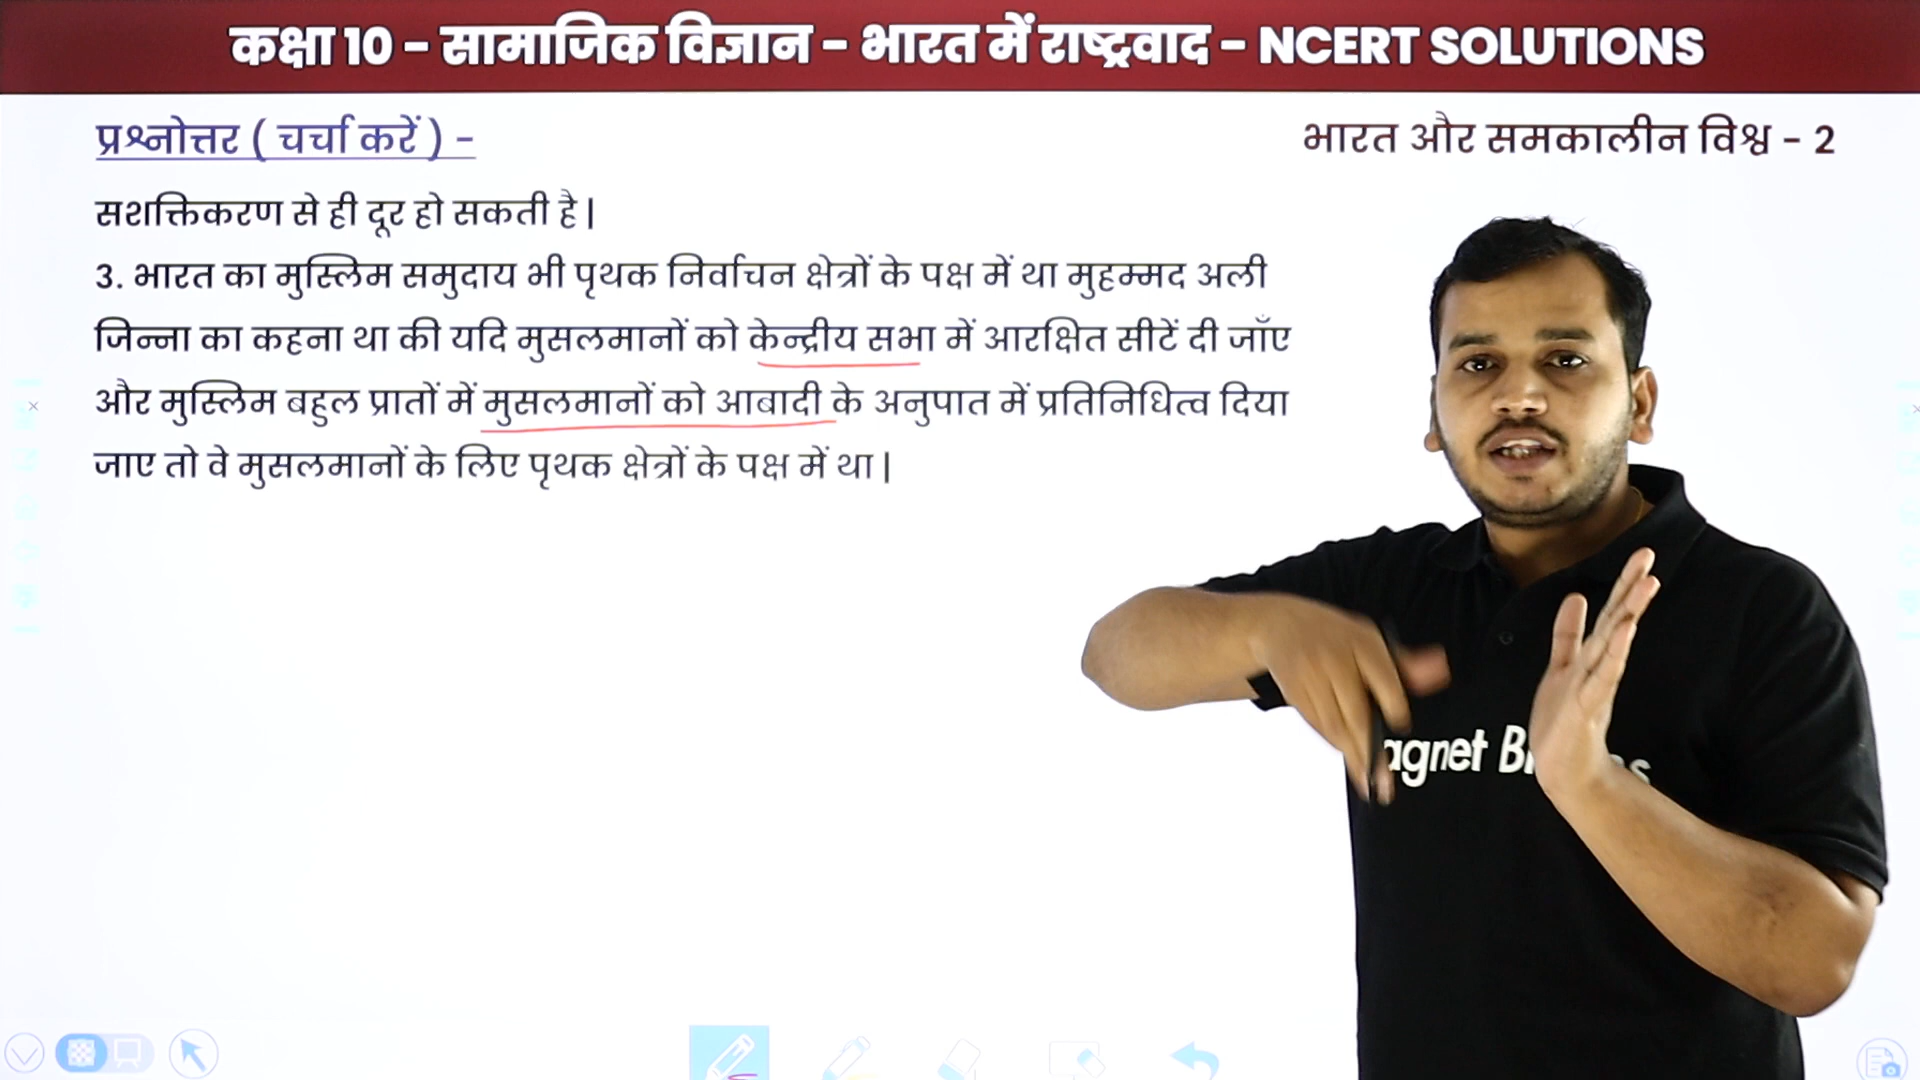 कक्षा 10 - सामाजिक विज्ञान - भारत में राष्ट्रवाद - NCERT SOLUTIONS
प्रश्नोत्तर ( चर्चा करें ) -
भारत और समकालीन विश्व - 2
सशक्तिकरण से ही दूर हो सकती है |
3. भारत का मुस्लिम समुदाय भी पृथक निर्वाचन क्षेत्रों के पक्ष में था मुहम्मद अली
जिन्ना का कहना था की यदि मुसलमानों को केन्द्रीय सभा में आरक्षित सीटें दी जाँए
और मुस्लिम बहुल प्रातों में मुसलमानों को आबादी के अनुपात में प्रतिनिधित्व दिया
जाए तो वे मुसलमानों के लिए पृथक क्षेत्रों के पक्ष में था |
agnet B